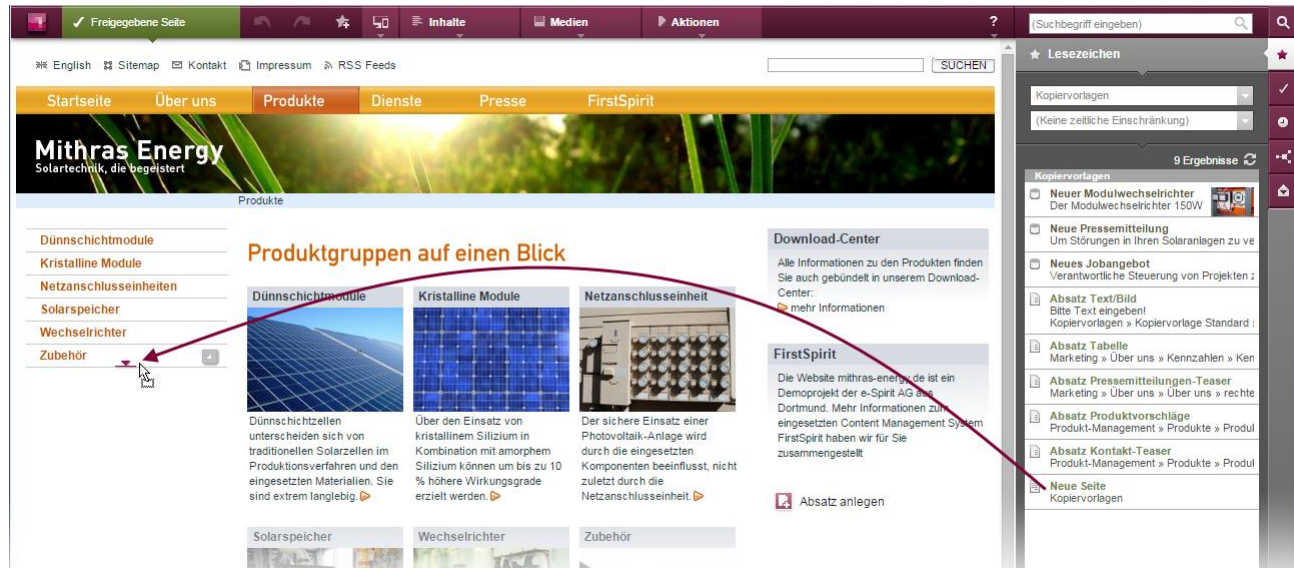 Freigegebene Seite
Inhalte
Medien
Aktionen
?
English Sitemap Kontakt Impressum RSS Feeds
SUCHEN
Startseite Über uns Produkte Dienste Presse FirstSpirit
Mithras Energy
Solartechnik, die begeistert
Produkte
Dünnschichtmodule
Kristalline Module
Netzanschlusseinheiten
Solarspeicher
Wechselrichter
Zubehör
Produktgruppen auf einen Blick
Dünnschichtmodule
Dünnschichtzellen
unterscheiden sich von
traditionellen Solarzellen im
Produktionsverfahren und den
eingesetzten Materialien. Sie
sind extrem langlebig.
Kristalline Module
Über den Einsatz von
kristallinem Silizium in
Kombination mit amorphem
Silizium können um bis zu 10
% höhere Wirkungsgrade
erzielt werden.
Netzanschlusseinheit
Der sichere Einsatz einer
Photovoltaik-Anlage wird
durch die eingesetzten
Komponenten beeinflusst, nicht
zuletzt durch die
Netzanschlusseinheit.
Solarspeicher
Wechselrichter
Zubehör
Download-Center
Alle Informationen zu den Produkten finden
Sie auch gebündelt in unserem Download-
Center:
mehr Informationen
FirstSpirit
Die Website mithras-energy.de ist ein
Demoprojekt der e-Spirit AG aus
Dortmund. Mehr Informationen zum
eingesetzten Content Management System
FirstSpirit haben wir für Sie
zusammengestellt
Absatz anlegen
(Suchbegriff eingeben)
Lesezeichen
Kopiervorlagen
(Keine zeitliche Einschränkung)
9 Ergebnisse
Kopiervorlagen
Neuer Modulwechselrichter
Der Modulwechselrichter 150W
Neue Pressemitteilung
Um Störungen in Ihren Solaranlagen zu ve
Neues Jobangebot
Verantwortliche Steuerung von Projekten z
Absatz Text/Bild
Bitte Text eingeben!
Kopiervorlagen » Kopiervorlage Standard
Absatz Tabelle
Marketing » Über uns » Kennzahlen » Ken
Absatz Pressemitteilungen-Teaser
Marketing » Über uns » Über uns » rechte
Absatz Produktvorschläge
Produkt-Management » Produkte » Produl
Absatz Kontakt-Teaser
Produkt-Management » Produkte » Produl
Neue Seite
Kopiervorlagen